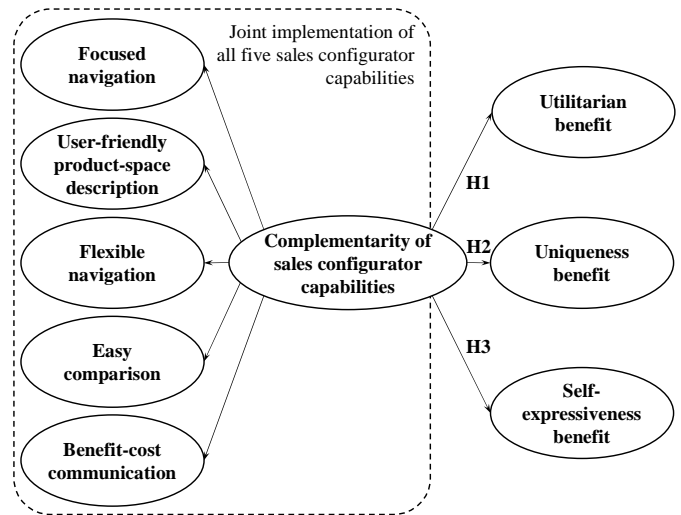 Joint implementation of
all five sales configurator
capabilities
Focused
navigation
User-friendly
product-space
description
Flexible
navigation
Easy
comparison
Benefit-cost
communication
Complementarity of
sales configurator
capabilities
H1
H2
H3
Utilitarian
benefit
Uniqueness
benefit
Self-
expressiveness
benefit